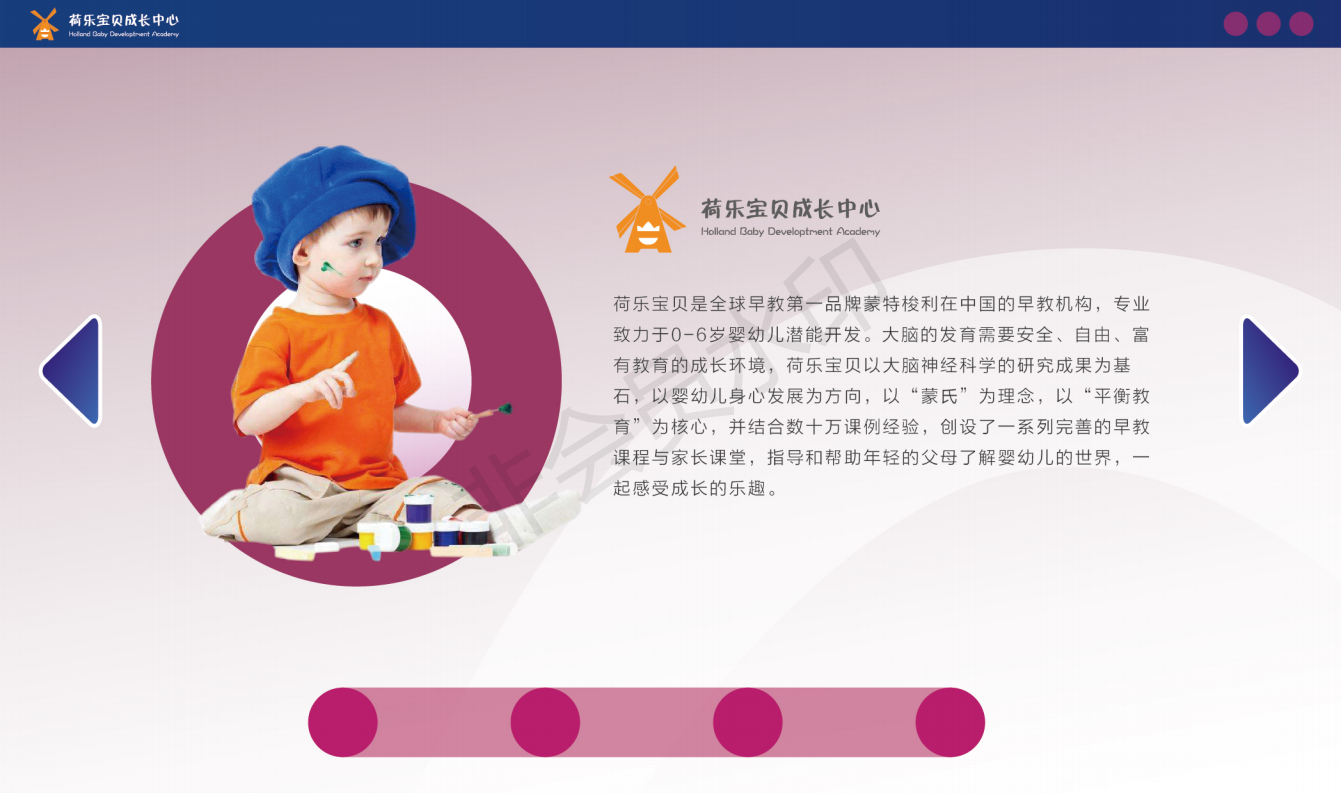 荷乐宝贝成长中心
Holland Baby Development Academy
荷乐宝贝成长中心
Holland Baby Development Academy
荷乐宝贝是全球早教第一品牌蒙特梭利在中国的早教机构，专业
致力于0-6岁婴幼儿潜能开发。大脑的发育需要安全、自由、富
有教育的成长环境，荷乐宝贝以大脑神经科学的研究成果为基
石，以婴幼儿身心发展为方向，以“蒙氏”为理念，以“平衡教
育”为核心，并结合数十万课例经验，创设了一系列完善的早教
课程与家长课堂，指导和帮助年轻的父母了解婴幼儿的世界，一
起感受成长的乐趣。
非会员水印